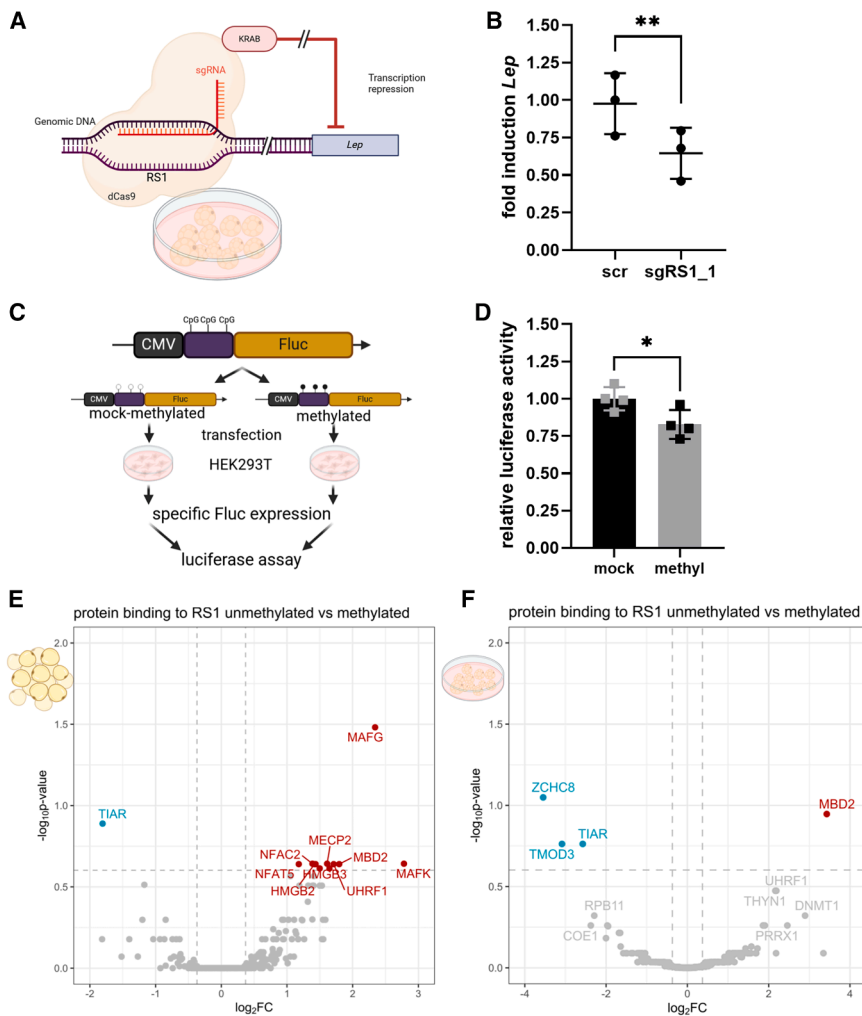 A
KRAB
sgRNA
Transcription
repression
Genomic DNA
Lep
RS1
dCas9
B
**
fold induction Lep
1.50
1.25
1.00
0.75
0.50
0.25
0.00
scr
sgRS1_1
C
CpG CpG CpG
CMV
Fluc
CMV
Fluc
CMV
Fluc
mock-methylated
methylated
transfection
HEK293T
specific Fluc expression
luciferase assay
D
*
relative luciferase activity
1.50
1.25
1.00
0.75
0.50
0.25
0.00
mock
methyl
E
protein binding to RS1 unmethylated vs methylated
2.0
1.5
1.0
0.5
0.0
-log10p-value
MAFG
TIAR
MECP2
NFAC2
MBD2
NFAT5
HMGB3
MAFK
HMGB2
UHRF1
-2
-1
0
1
2
3
log2FC
F
protein binding to RS1 unmethylated vs methylated
2.0
1.5
1.0
0.5
0.0
-log10p-value
ZCHC8
MBD2
TIAR
TMOD3
UHRF1
THYN1
RPB11
DNMT1
COE1
PRRX1
-4
-2
0
2
4
log2FC